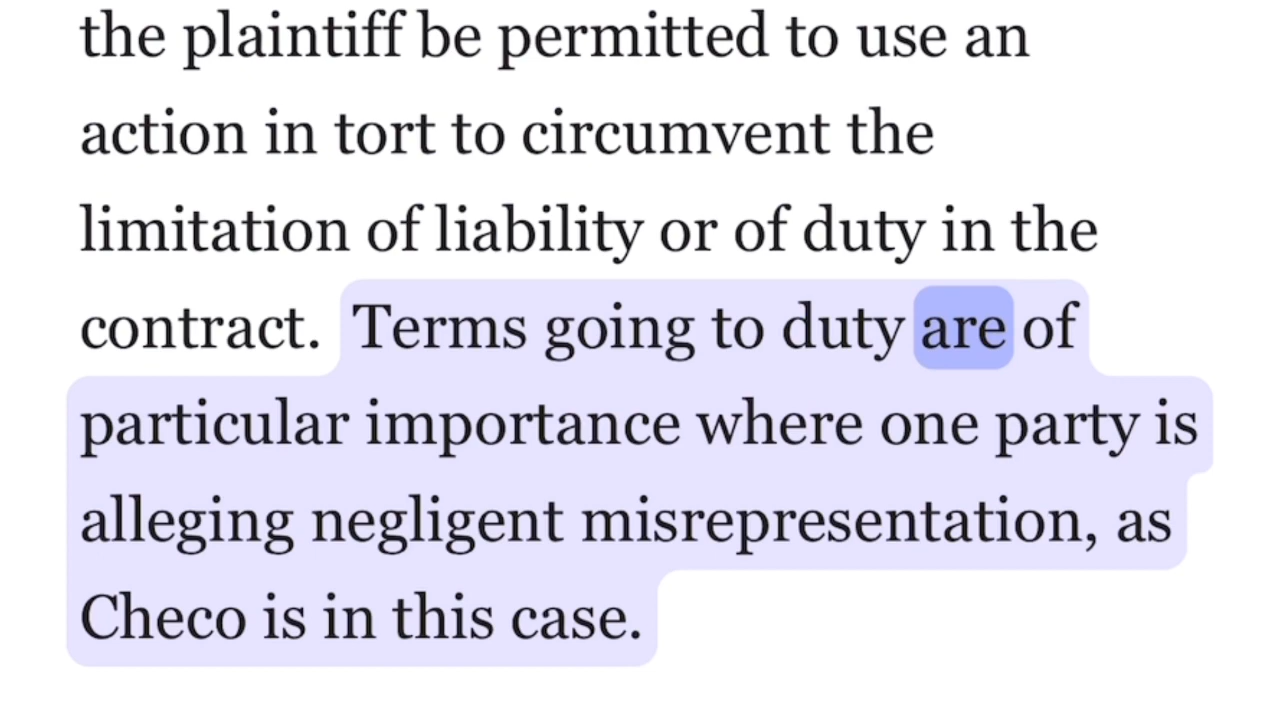 the plaintiff be permitted to use an
action in tort to circumvent the
limitation of liability or of duty in the
contract. Terms going to duty are of
particular importance where one party is
alleging negligent misrepresentation, as
Checo is in this case.